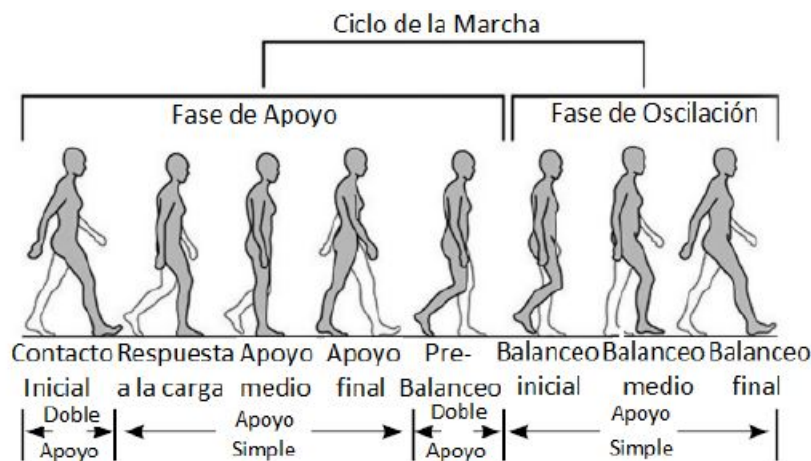 Ciclo de la Marcha
Fase de Apoyo
Fase de Oscilación
Contacto Inicial
Respuesta a la carga
Apoyo medio
Apoyo final
Pre-Balanceo
Balanceo inicial
Balanceo medio
Balanceo final
Doble Apoyo
Apoyo Simple
Doble Apoyo
Apoyo Simple